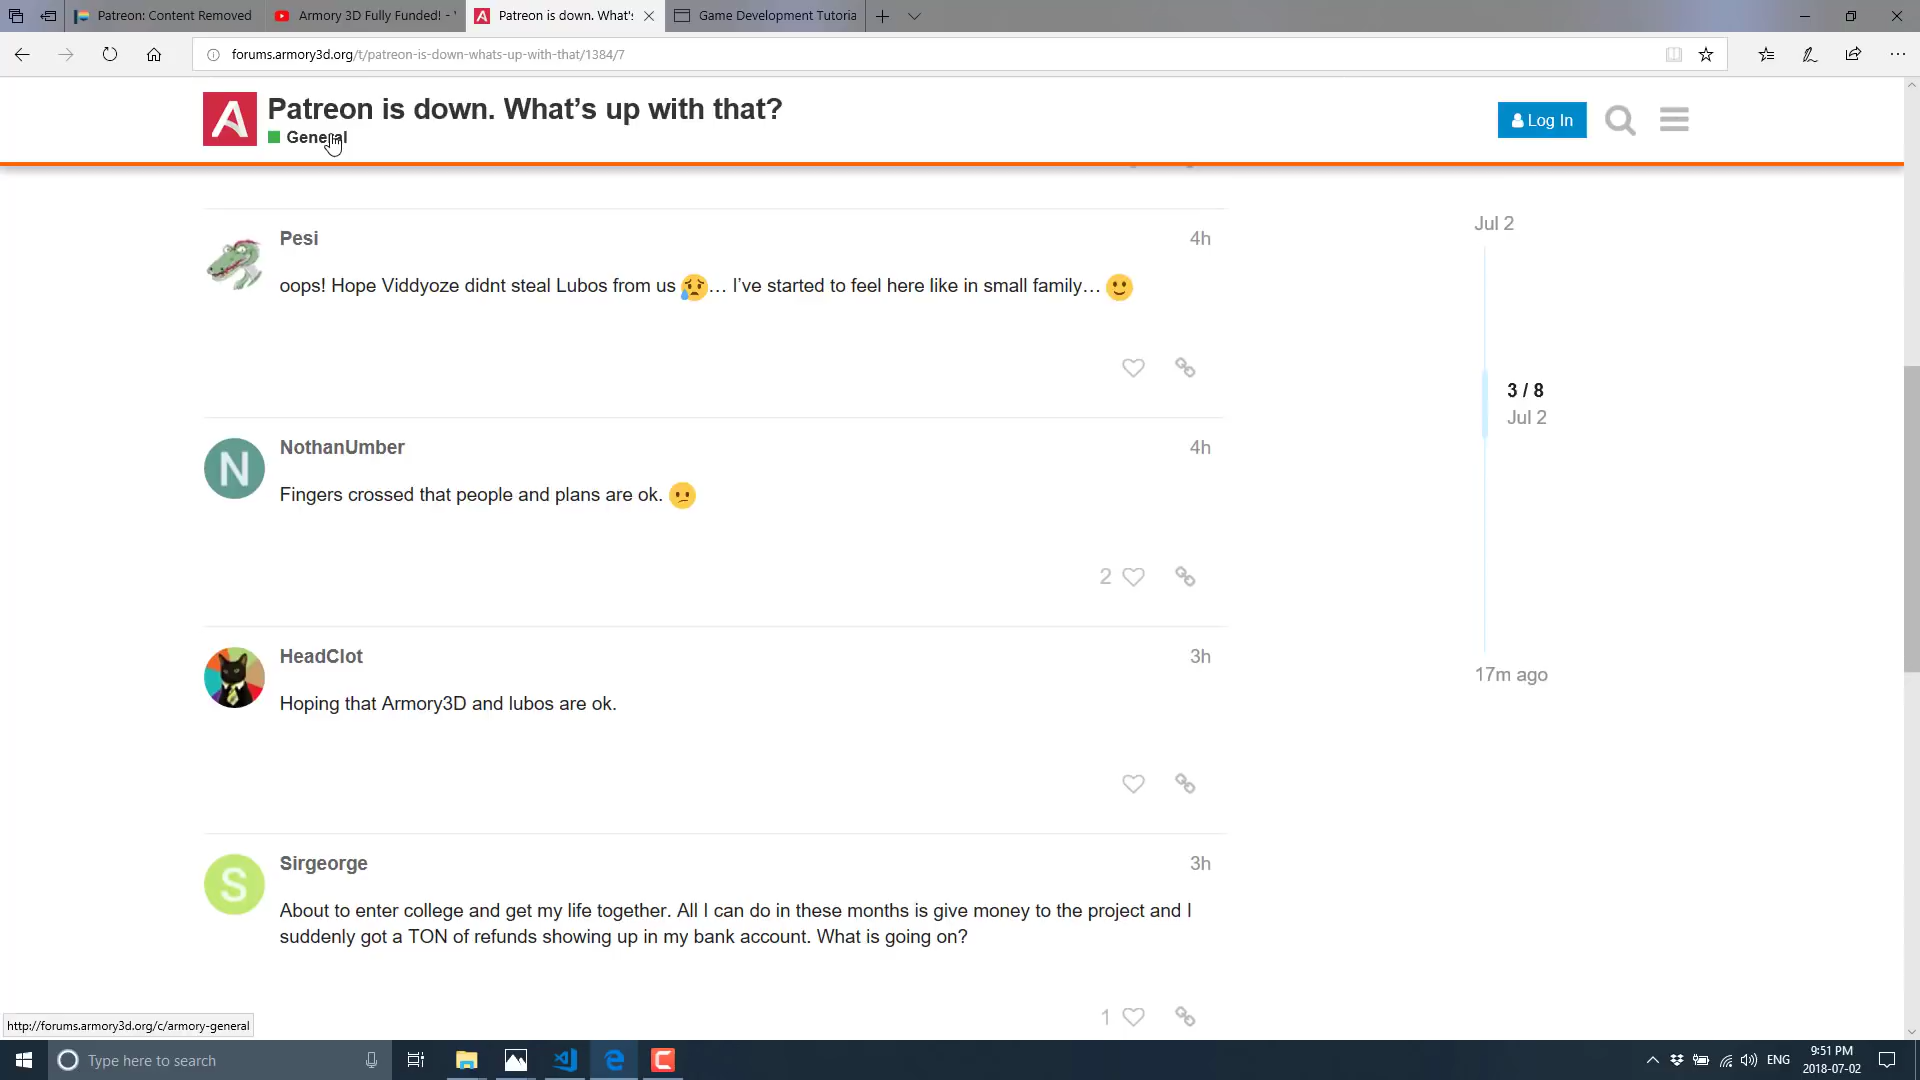 Patreon: Content Removed
Armory 3D Fully Funded! -
Patreon is down. What's
Game Development Tutoria
forums.armory3d.org/t/patreon-is-down-whats-up-with-that/1384/7
Patreon is down. What’s up with that?
General
Log In
Pesi
4h
oops! Hope Viddyoze didnt steal Lubos from us … I’ve started to feel here like in small family…
NothanUmber
4h
Fingers crossed that people and plans are ok.
2
HeadClot
3h
Hoping that Armory3D and lubos are ok.
Sirgeorge
3h
About to enter college and get my life together. All I can do in these months is give money to the project and I
suddenly got a TON of refunds showing up in my bank account. What is going on?
1
Jul 2
3 / 8
Jul 2
17m ago
http://forums.armory3d.org/c/armory-general
Type here to search
ENG
9:51 PM
2018-07-02